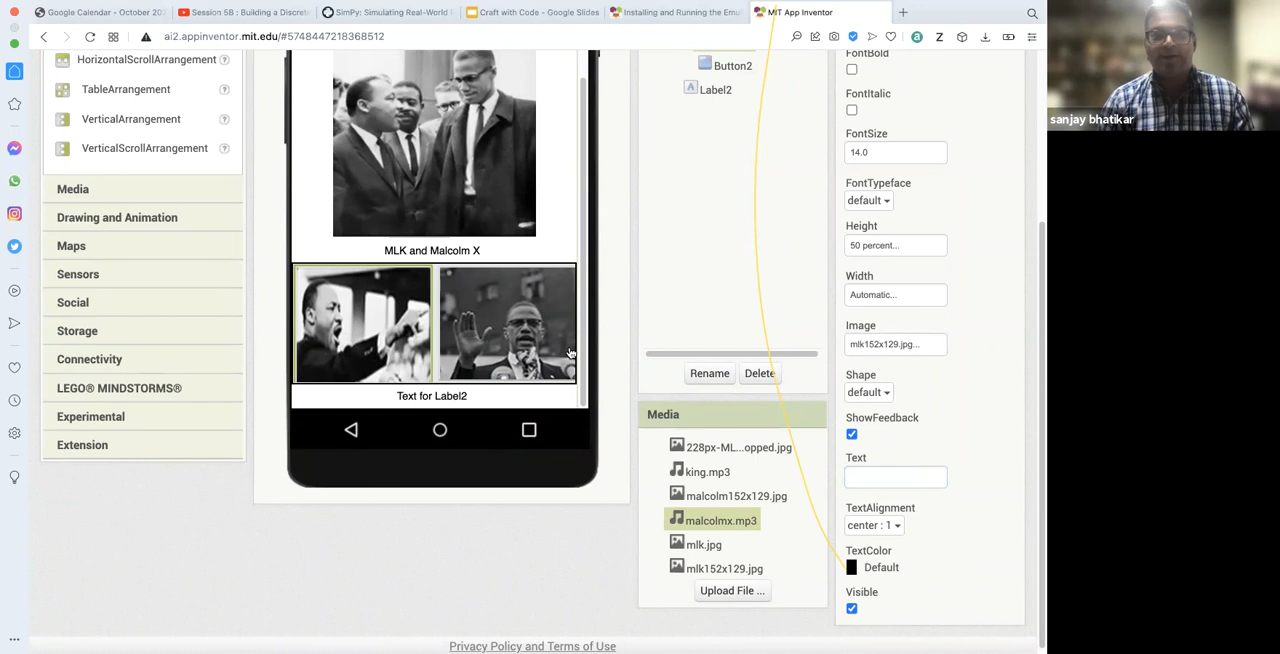 Google Calendar - October 202
Session 5B : Building a Discrete
SimPy: Simulating Real-World P
Craft with Code - Google Slides
Installing and Running the Emul
MIT App Inventor
ai2.appinventor.mit.edu/#5748447218368512
HorizontalScrollArrangement
TableArrangement
VerticalArrangement
VerticalScrollArrangement
Media
Drawing and Animation
Maps
Sensors
Social
Storage
Connectivity
LEGO® MINDSTORMS®
Experimental
Extension
MLK and Malcolm X
Text for Label2
Button2
A Label2
Rename
Delete
Media
228px-ML...opped.jpg
king.mp3
malcolm152x129.jpg
malcolmx.mp3
mlk.jpg
mlk152x129.jpg
Upload File ...
FontBold
FontItalic
FontSize
14.0
FontTypeface
default
Height
50 percent...
Width
Automatic...
Image
mlk152x129.jpg...
Shape
default
ShowFeedback
Text
TextAlignment
center : 1
TextColor
Default
Visible
Privacy Policy and Terms of Use
sanjay bhatikar